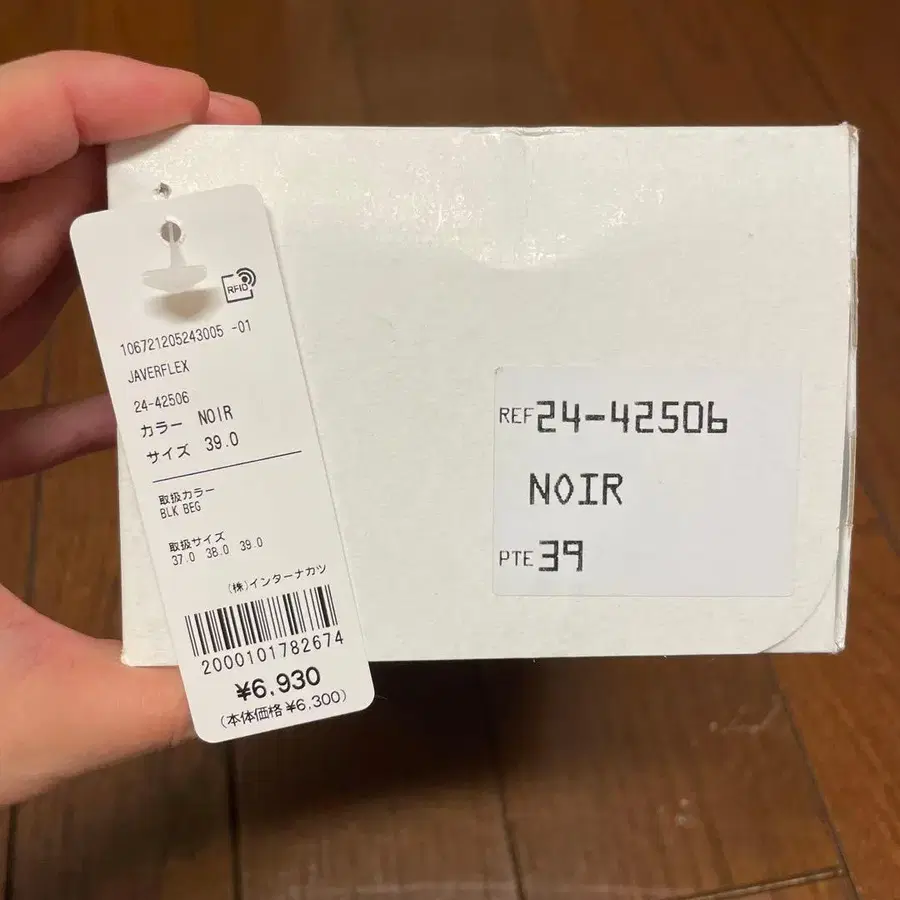 RFID
106721205243005 -01
JAVERFLEX
24-42506
カラー NOIR
サイズ 39.0
取扱カラー
BLK BEG
取扱サイズ
37.0 38.0 39.0
(株)インターナカツ
2000101782674
¥6,930
(本体価格¥6,300)
REF 24-42506
NOIR
PTE 39